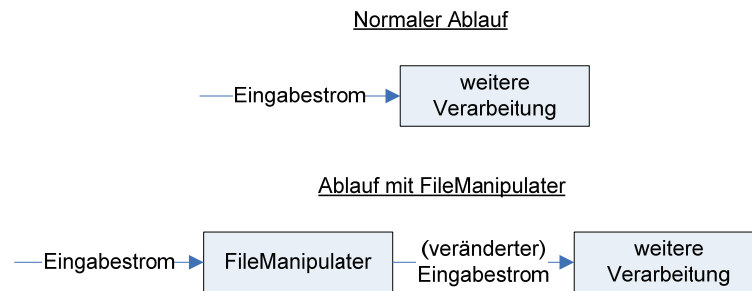 Normaler Ablauf
Eingabestrom
weitere
Verarbeitung
Ablauf mit FileManipulater
Eingabestrom
FileManipulater
(veränderter)
Eingabestrom
weitere
Verarbeitung